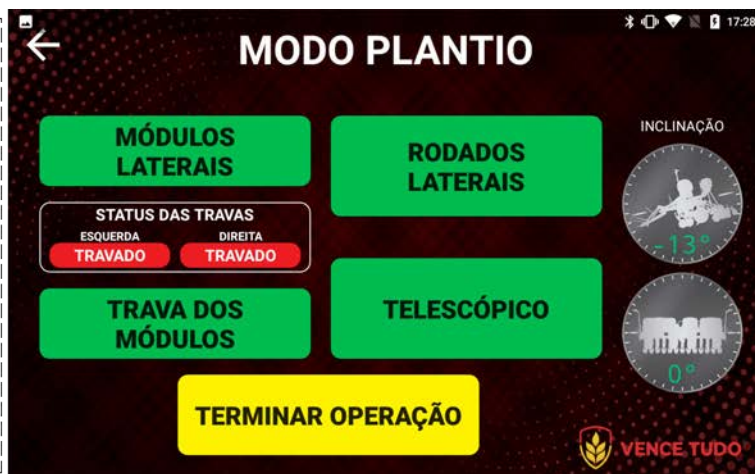 17:28
MODO PLANTIO
MÓDULOS
LATERAIS
RODADOS
LATERAIS
INCLINAÇÃO
-13°
STATUS DAS TRAVAS
ESQUERDA DIREITA
TRAVADO TRAVADO
TRAVA DOS
MÓDULOS
TELESCÓPICO
0°
TERMINAR OPERAÇÃO
VENCE TUDO